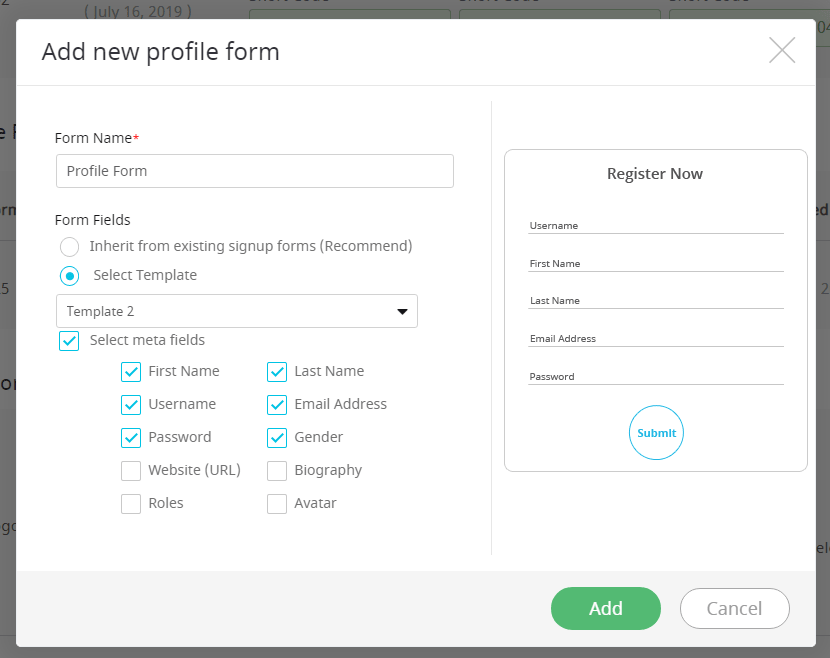 ( July 16, 2019 )
Add new profile form
Form Name*
Profile Form
Form Fields
Inherit from existing signup forms (Recommend)
Select Template
Template 2
Select meta fields
First Name
Last Name
Username
Email Address
Password
Gender
Website (URL)
Biography
Roles
Avatar
Register Now
Username
First Name
Last Name
Email Address
Password
SubmIt
Add
Cancel